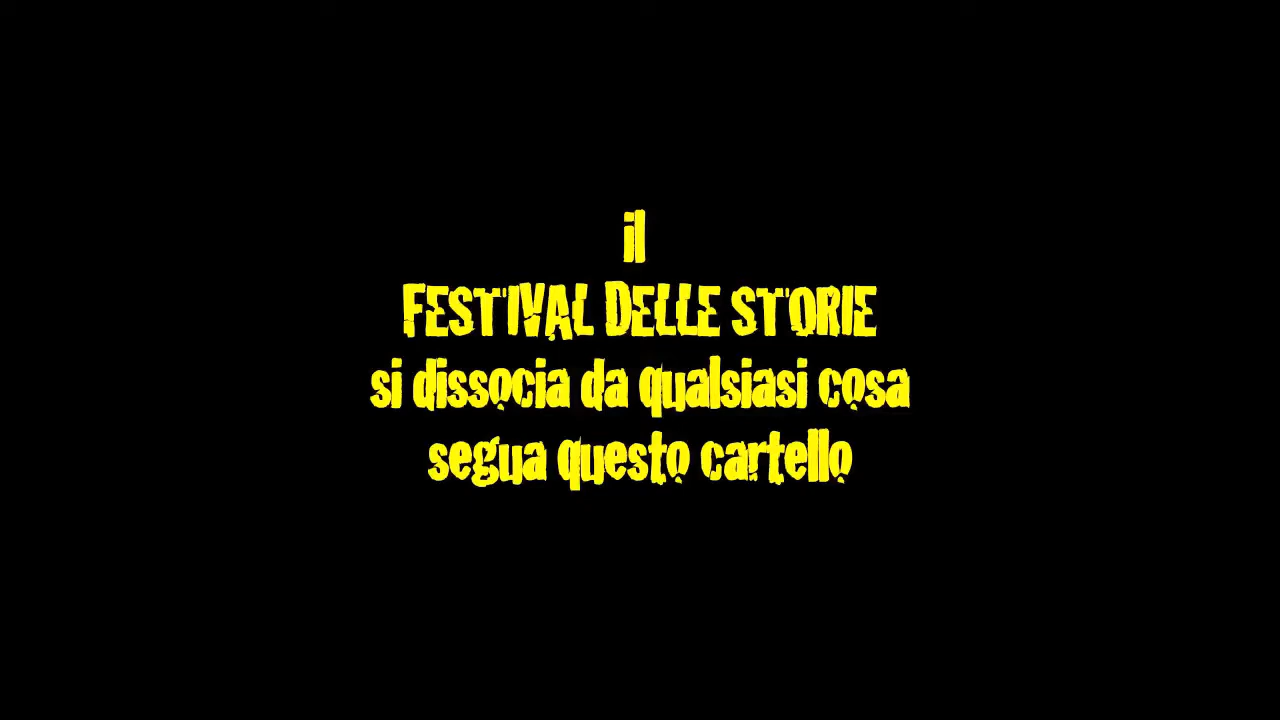 il
FESTIVAL DELLE STORIE
si dissocia da qualsiasi cosa
segua questo cartello